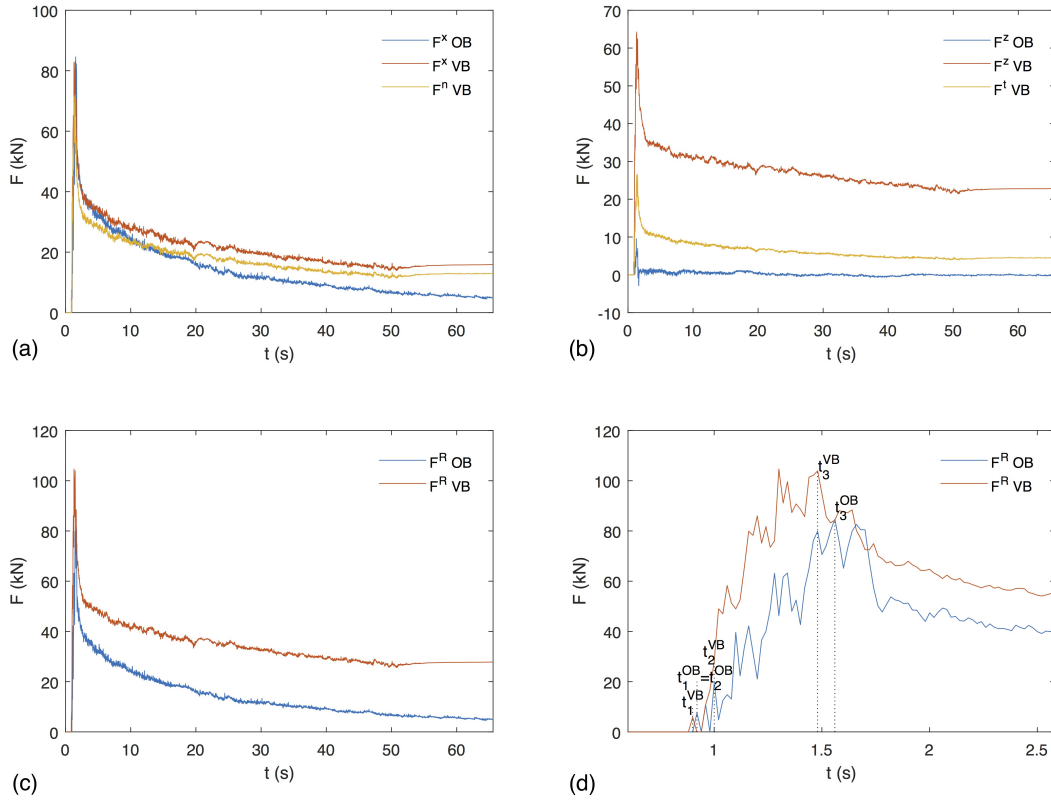 100
80
60
40
20
0
F (kN)
F^x OB
F^x VB
F^n VB
0 10 20 30 40 50 60
t (s)
(a)
70
60
50
40
30
20
10
0
-10
F (kN)
F^z OB
F^z VB
F^t VB
0 10 20 30 40 50 60
t (s)
(b)
120
100
80
60
40
20
0
F (kN)
F^R OB
F^R VB
0 10 20 30 40 50 60
t (s)
(c)
120
100
80
60
40
20
0
F (kN)
F^R OB
F^R VB
t_3^VB
t_3^OB
t_2^VB
t_1^OB=t_2^OB
t_1^VB
1 1.5 2 2.5
t (s)
(d)